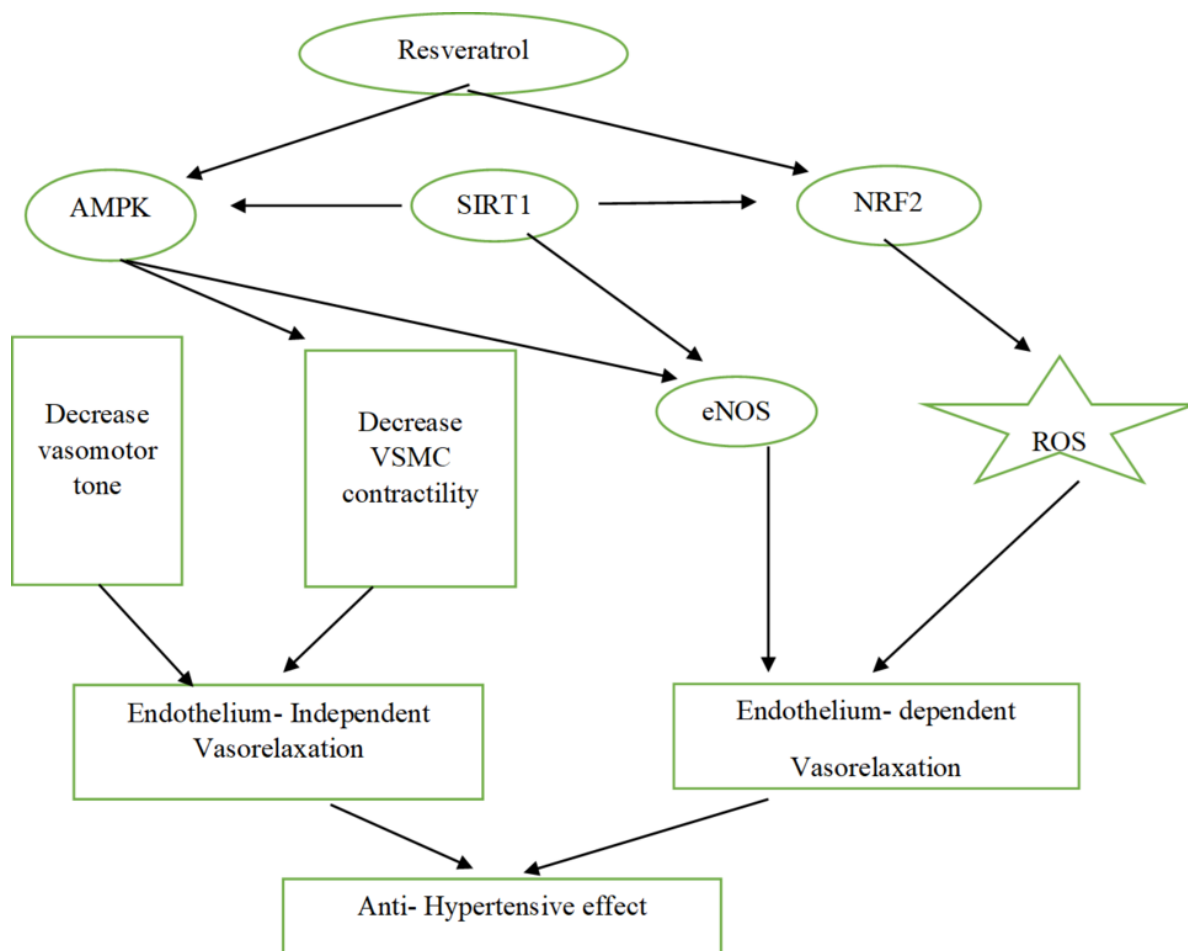 Resveratrol
AMPK
SIRT1
NRF2
Decrease
vasomotor
tone
Decrease
VSMC
contractility
eNOS
ROS
Endothelium- Independent
Vasorelaxation
Endothelium- dependent
Vasorelaxation
Anti- Hypertensive effect